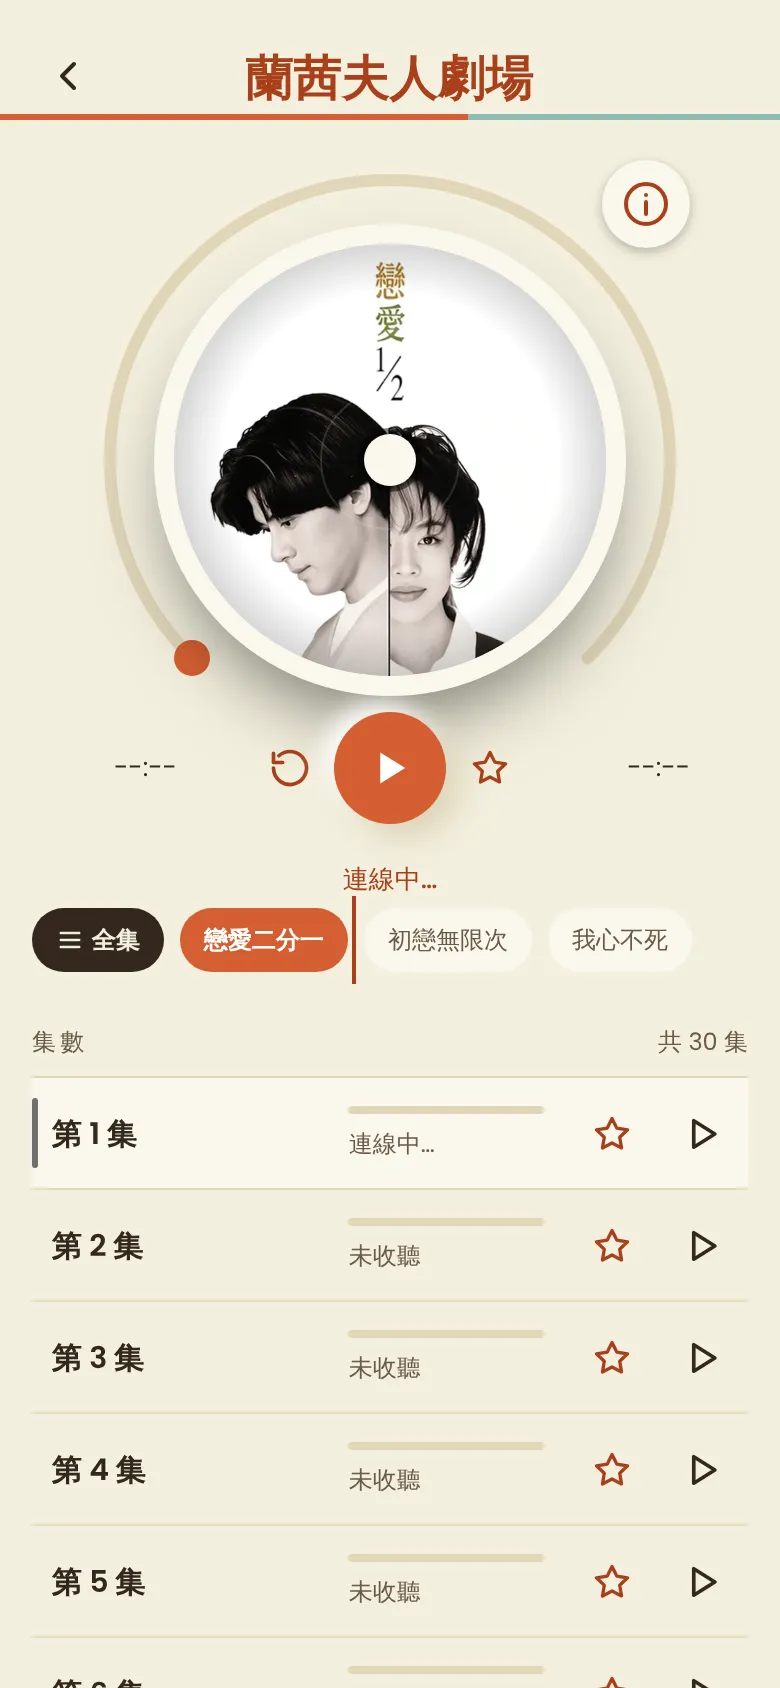 蘭茜夫人劇場
戀
愛
1/2
--:--
--:--
連線中...
全集
戀愛二分一
初戀無限次
我心不死
集數
共 30 集
第 1 集
連線中...
第 2 集
未收聽
第 3 集
未收聽
第 4 集
未收聽
第 5 集
未收聽